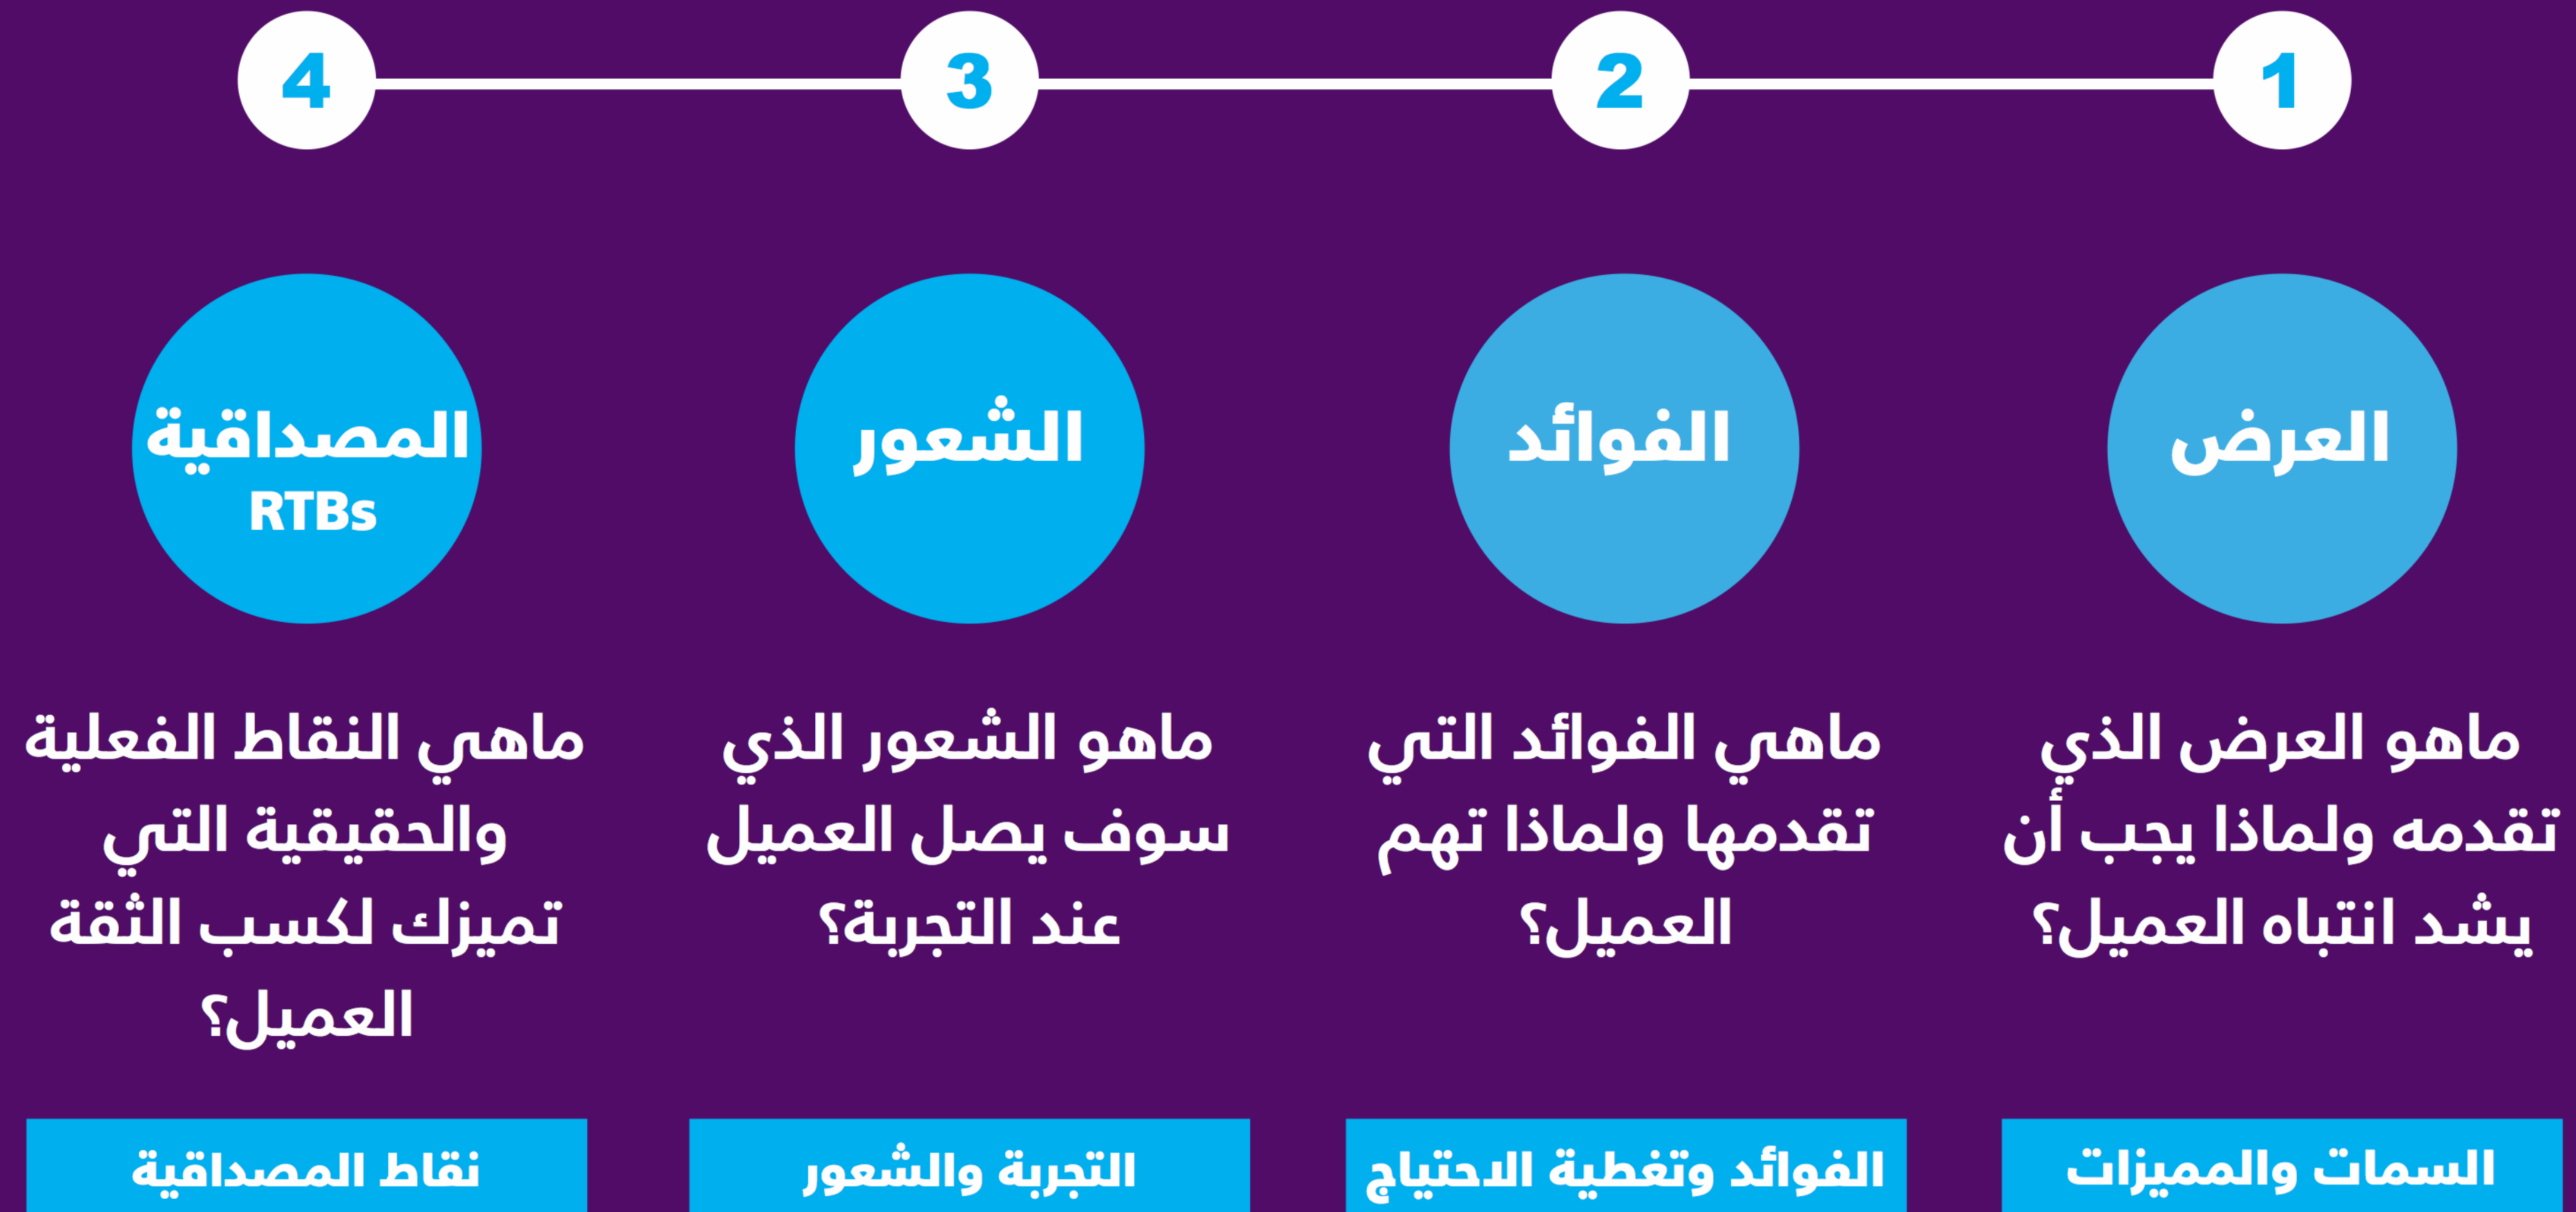 1
العرض
ماهو العرض الذي
تقدمه ولماذا يجب أن
يشد انتباه العميل؟
السمات والمميزات
2
الفوائد
ماهي الفوائد التي
تقدمها ولماذا تهم
العميل؟
الفوائد وتغطية الاحتياج
3
الشعور
ماهو الشعور الذي
سوف يصل العميل
عند التجربة؟
التجربة والشعور
4
المصداقية
RTBs
ماهي النقاط الفعلية
والحقيقية التي
تميزك لكسب الثقة
العميل؟
نقاط المصداقية